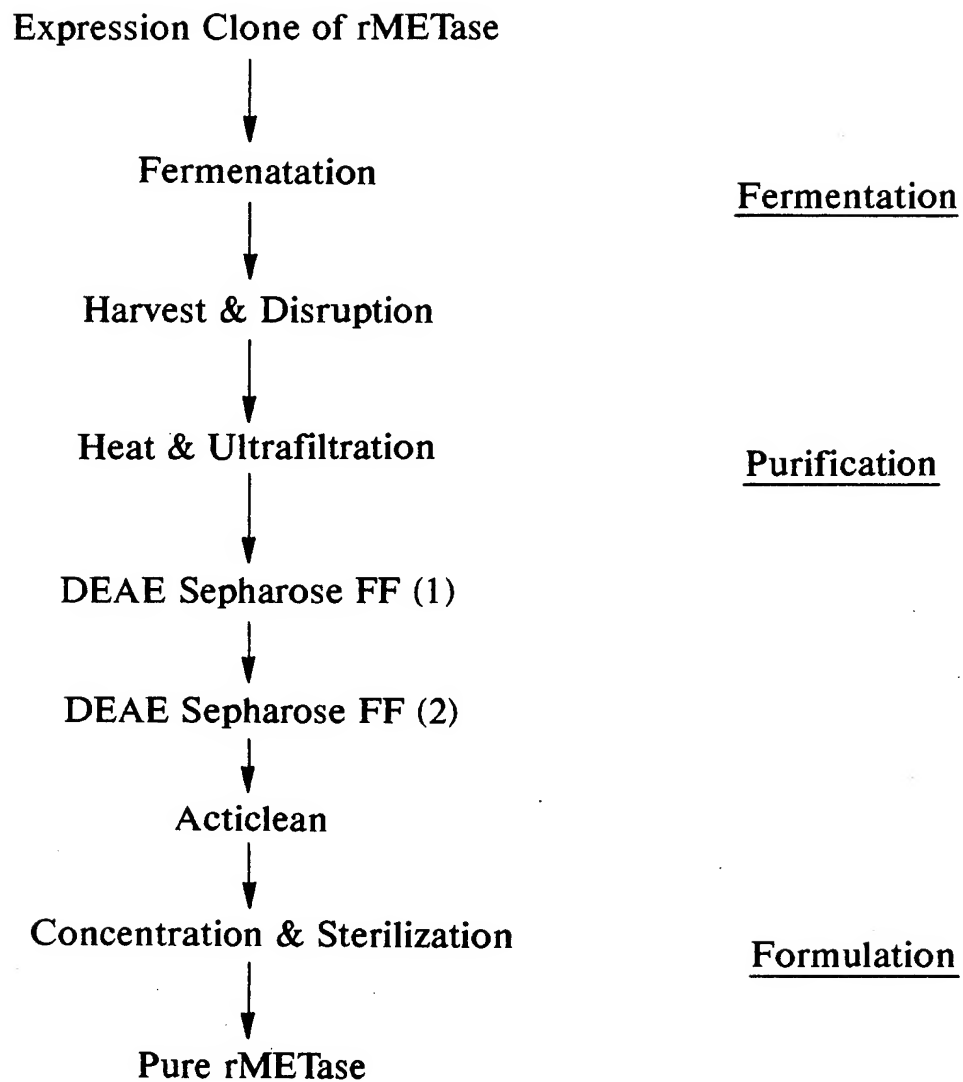 Expression Clone of rMETase
Fermenatation
Fermentation
Harvest & Disruption
Heat & Ultrafiltration
Purification
DEAE Sepharose FF (1)
DEAE Sepharose FF (2)
Acticlean
Concentration & Sterilization
Formulation
Pure rMETase